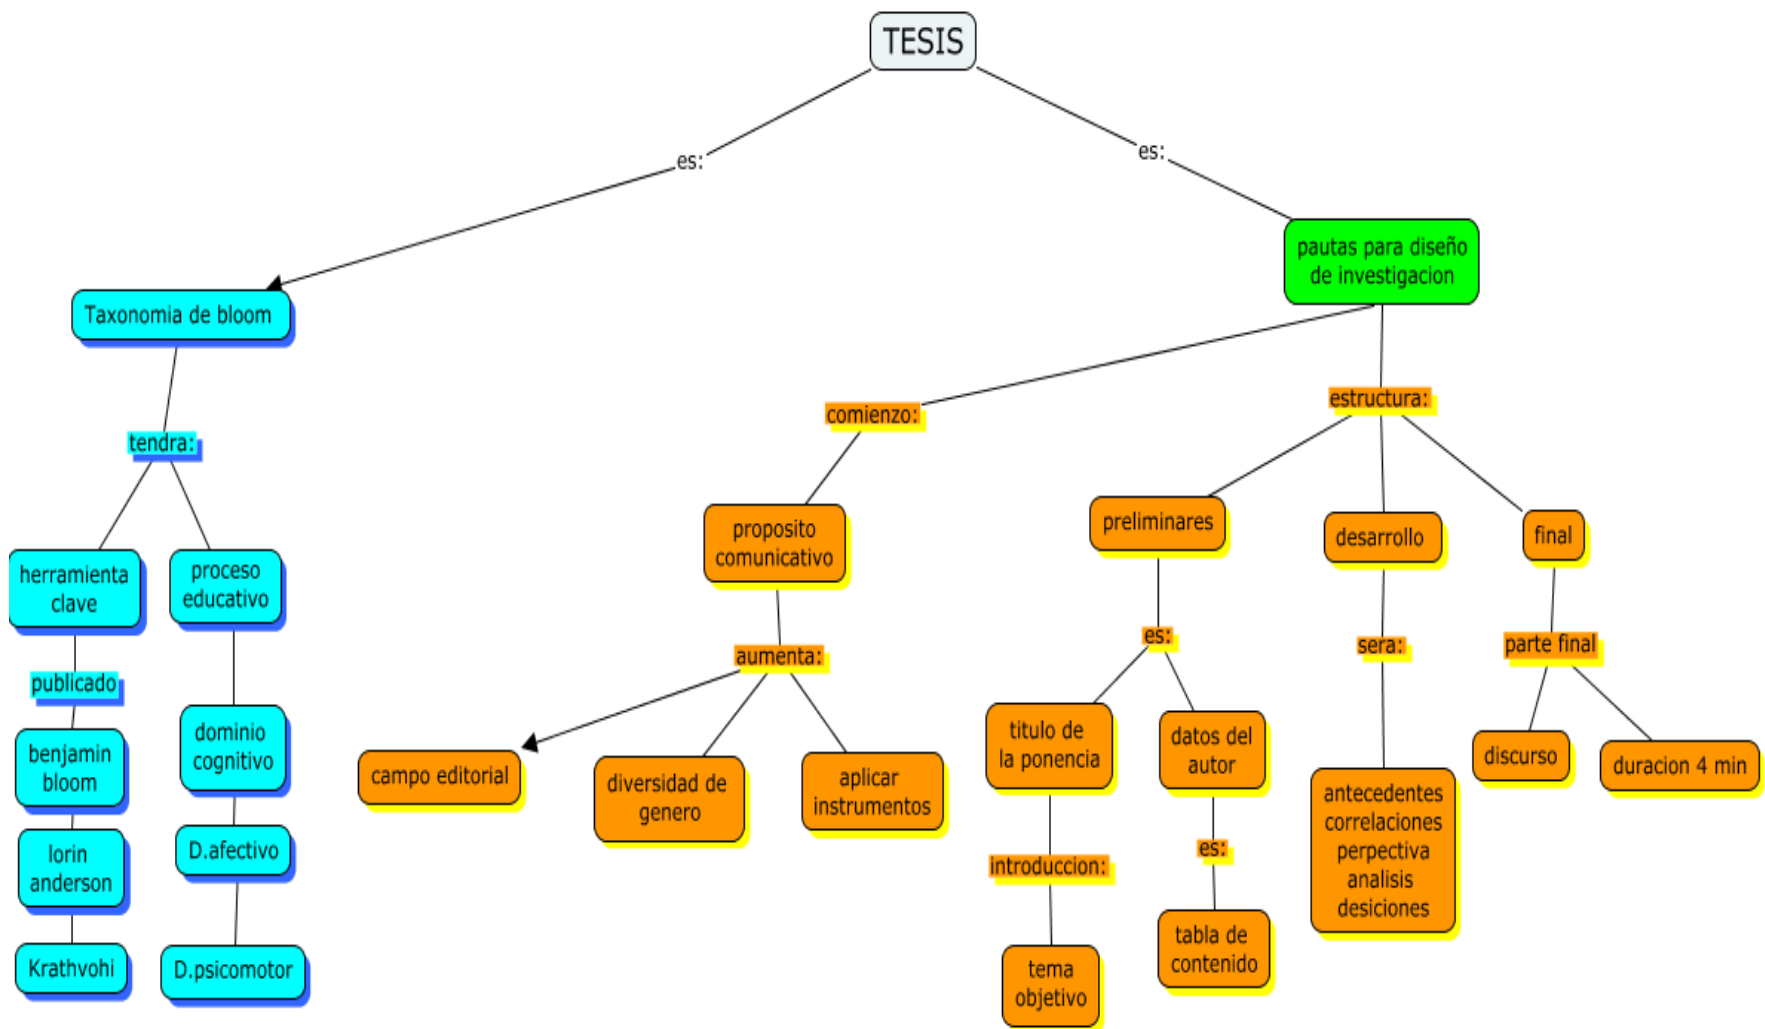 TESIS
es:
es:
pautas para diseño
de investigacion
Taxonomia de bloom
tendra:
herramienta
clave
proceso
educativo
publicado
benjamin
bloom
lorin
anderson
Krathvohi
dominio
cognitivo
D.afectivo
D.psicomotor
comienzo:
proposito
comunicativo
aumenta:
campo editorial
diversidad de
genero
aplicar
instrumentos
estructura:
preliminares
es:
titulo de
la ponencia
introduccion:
tema
objetivo
datos del
autor
es:
tabla de
contenido
desarrollo
sera:
antecedentes
correlaciones
perpectiva
analisis
desiciones
final
parte final
discurso
duracion 4 min